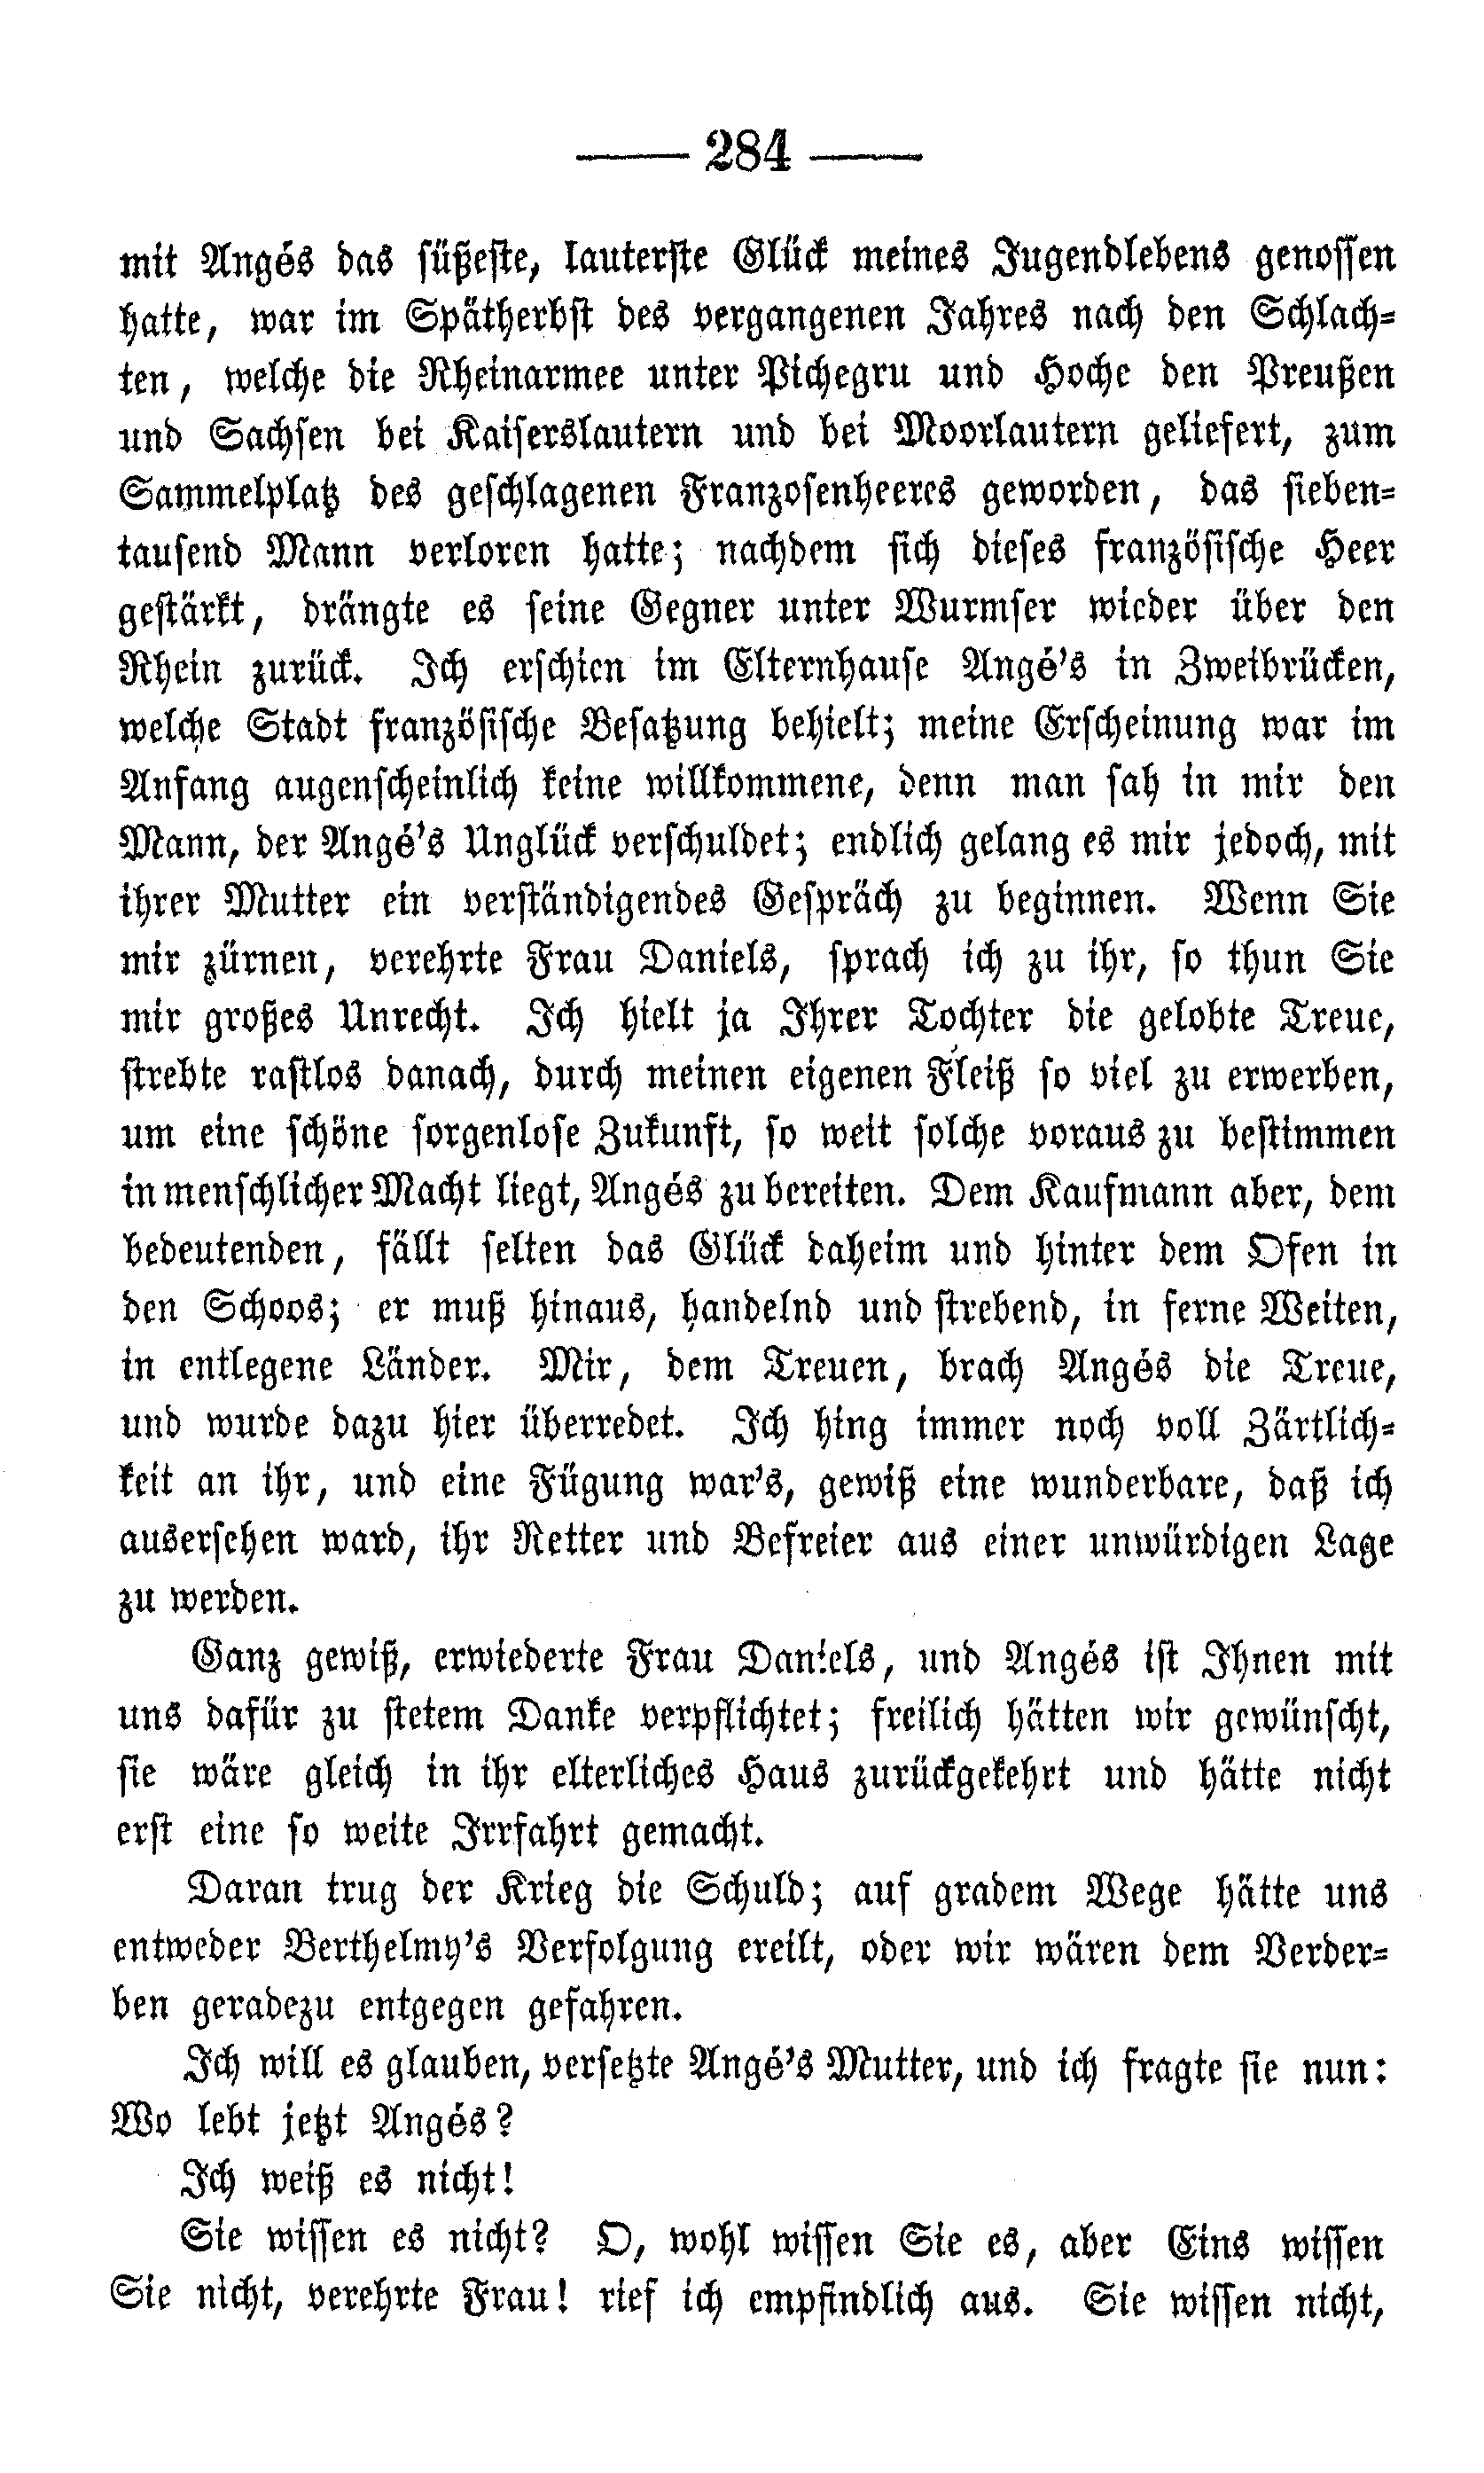 —— 284 ——
mit Angés das süßeste, lauterste Glück meines Jugendlebens genossen
hatte, war im Spätherbst des vergangenen Jahres nach den Schlach-
ten, welche die Rheinarmee unter Pichegru und Hoche den Preußen
und Sachsen bei Kaiserslautern und bei Moorlautern geliefert, zum
Sammelplatz des geschlagenen Franzosenheeres geworden, das sieben-
tausend Mann verloren hatte; nachdem sich dieses französische Heer
gestärkt, drängte es seine Gegner unter Wurmser wieder über den
Rhein zurück. Ich erschien im Elternhause Angé's in Zweibrücken,
welche Stadt französische Besatzung behielt; meine Erscheinung war im
Anfang augenscheinlich keine willkommene, denn man sah in mir den
Mann, der Angé's Unglück verschuldet; endlich gelang es mir jedoch, mit
ihrer Mutter ein verständigendes Gespräch zu beginnen. Wenn Sie
mir zürnen, verehrte Frau Daniels, sprach ich zu ihr, so thun Sie
mir großes Unrecht. Ich hielt ja Ihrer Tochter die gelobte Treue,
strebte rastlos danach, durch meinen eigenen Fleiß so viel zu erwerben,
um eine schöne sorgenlose Zukunft, so weit solche voraus zu bestimmen
in menschlicher Macht liegt, Angés zu bereiten. Dem Kaufmann aber, dem
bedeutenden, fällt selten das Glück daheim und hinter dem Ofen in
den Schoos; er muß hinaus, handelnd und strebend, in ferne Weiten,
in entlegene Länder. Mir, dem Treuen, brach Angés die Treue,
und wurde dazu hier überredet. Ich hing immer noch voll Zärtlich-
keit an ihr, und eine Fügung war's, gewiß eine wunderbare, daß ich
ausersehen ward, ihr Retter und Befreier aus einer unwürdigen Lage
zu werden.
Ganz gewiß, erwiederte Frau Daniels, und Angés ist Ihnen mit
uns dafür zu stetem Danke verpflichtet; freilich hätten wir gewünscht,
sie wäre gleich in ihr elterliches Haus zurückgekehrt und hätte nicht
erst eine so weite Irrfahrt gemacht.
Daran trug der Krieg die Schuld; auf gradem Wege hätte uns
entweder Berthelmy's Verfolgung ereilt, oder wir wären dem Verder-
ben geradezu entgegen gefahren.
Ich will es glauben, versetzte Angé's Mutter, und ich fragte sie nun:
Wo lebt jetzt Angés?
Ich weiß es nicht!
Sie wissen es nicht? O, wohl wissen Sie es, aber Eins wissen
Sie nicht, verehrte Frau! rief ich empfindlich aus. Sie wissen nicht,